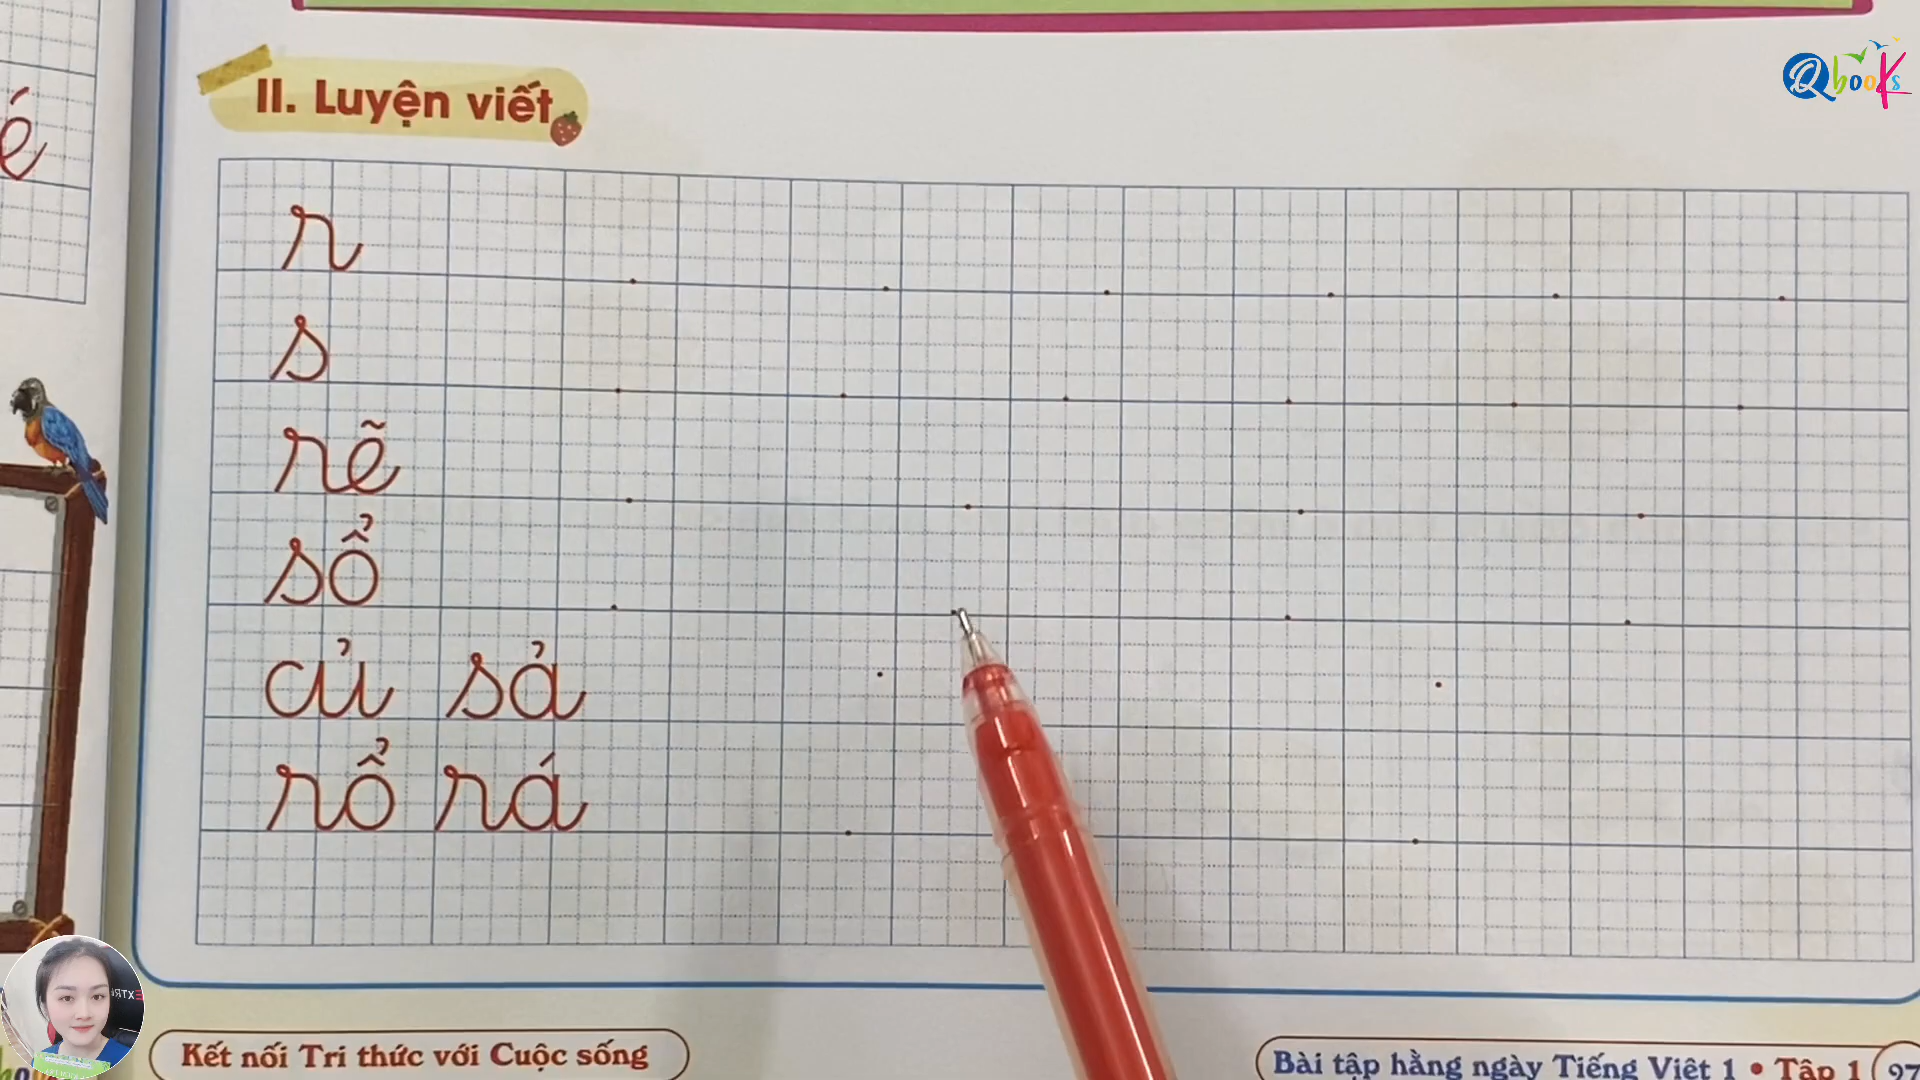 Qbooks
é
II. Luyện viết
r
s
rẽ
sổ
củ sả
rổ rá
Kết nối Tri thức với Cuộc sống
Bài tập hằng ngày Tiếng Việt 1 • Tập 1
97